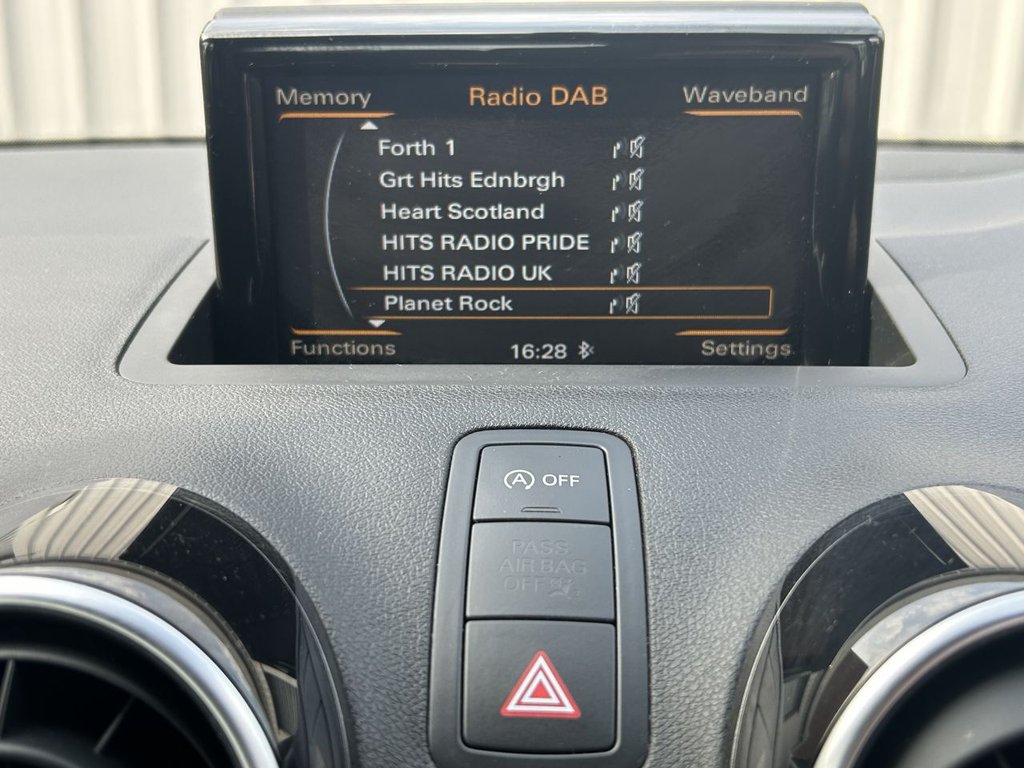 Memory Radio DAB Waveband
Forth 1
Grt Hits Ednbrgh
Heart Scotland
HITS RADIO PRIDE
HITS RADIO UK
Planet Rock
Functions 16:28 Settings
A OFF
PASS
AIR BAG
OFF